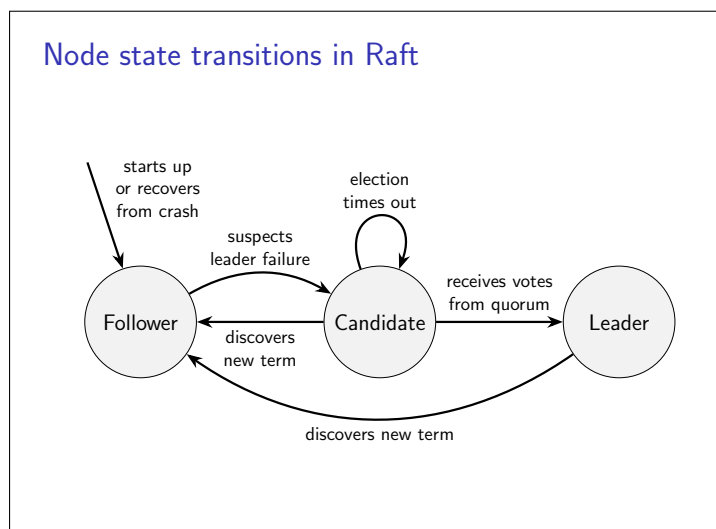 Node state transitions in Raft
starts up
or recovers
from crash
suspects
leader failure
election
times out
receives votes
from quorum
Follower
Candidate
Leader
discovers
new term
discovers new term